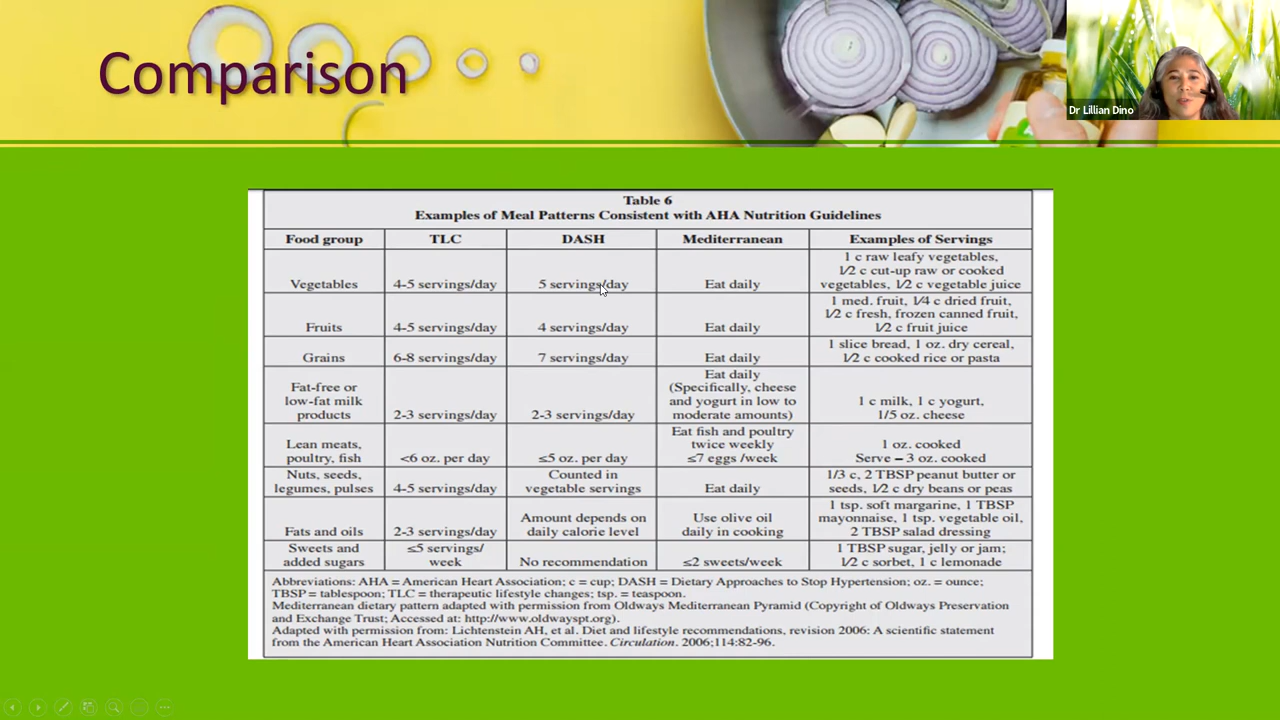 Comparison
Dr Lillian Dino
Table 6
Examples of Meal Patterns Consistent with AHA Nutrition Guidelines
Food group TLC DASH Mediterranean Examples of Servings
Vegetables 4-5 servings/day 5 servings/day Eat daily 1 c raw leafy vegetables,
1⁄2 c cut-up raw or cooked
vegetables, 1⁄2 c vegetable juice
Fruits 4-5 servings/day 4 servings/day Eat daily 1 med. fruit, 1⁄4 c dried fruit,
1⁄2 c fresh, frozen canned fruit,
1⁄2 c fruit juice
Grains 6-8 servings/day 7 servings/day Eat daily 1 slice bread, 1 oz. dry cereal,
1⁄2 c cooked rice or pasta
Fat-free or
low-fat milk
products 2-3 servings/day 2-3 servings/day Eat daily
(Specifically, cheese
and yogurt in low to
moderate amounts) 1 c milk, 1 c yogurt,
1/5 oz. cheese
Lean meats,
poultry, fish <6 oz. per day ≤5 oz. per day Eat fish and poultry
twice weekly
≤7 eggs /week 1 oz. cooked
Serve – 3 oz. cooked
Nuts, seeds,
legumes, pulses 4-5 servings/day Counted in
vegetable servings Eat daily 1/3 c, 2 TBSP peanut butter or
seeds, 1⁄2 c dry beans or peas
Fats and oils 2-3 servings/day Amount depends on
daily calorie level Use olive oil
daily in cooking 1 tsp. soft margarine, 1 TBSP
mayonnaise, 1 tsp. vegetable oil,
2 TBSP salad dressing
Sweets and
added sugars ≤5 servings/
week No recommendation ≤2 sweets/week 1 TBSP sugar, jelly or jam;
1⁄2 c sorbet, 1 c lemonade
Abbreviations: AHA = American Heart Association; c = cup; DASH = Dietary Approaches to Stop Hypertension; oz. = ounce;
TBSP = tablespoon; TLC = therapeutic lifestyle changes; tsp. = teaspoon.
Mediterranean dietary pattern adapted with permission from Oldways Mediterranean Pyramid (Copyright of Oldways Preservation
and Exchange Trust; Accessed at: http://www.oldwayspt.org).
Adapted with permission from: Lichtenstein AH, et al. Diet and lifestyle recommendations, revision 2006: A scientific statement
from the American Heart Association Nutrition Committee. Circulation. 2006;114:82-96.